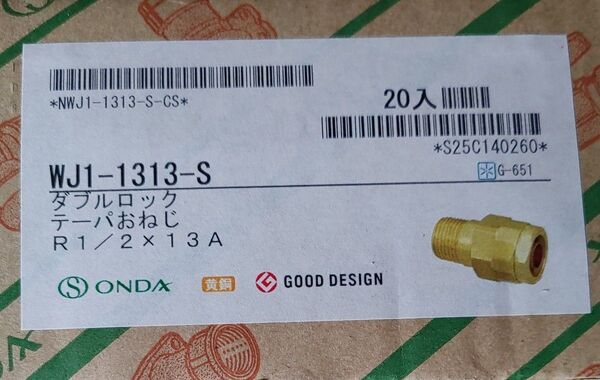 *NWJ1-1313-S-CS*
20入
*S25C140260*
WJ1-1313-S
G-651
ダブルロック
テーパおねじ
R1／2×13A
ONDA 黄銅 GOOD DESIGN